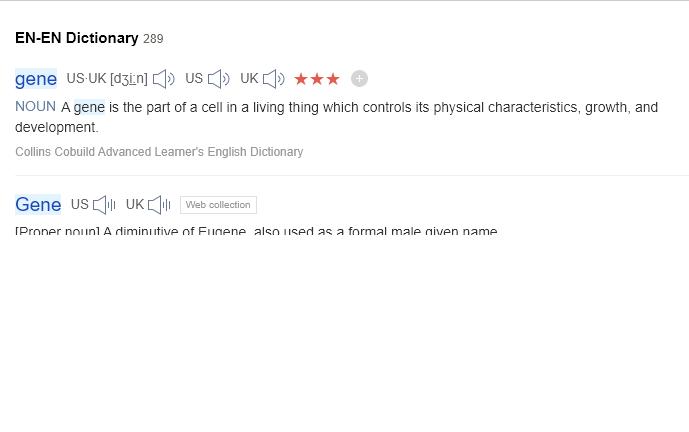 EN-EN Dictionary 289
gene US·UK [dʒiːn] US UK
NOUN A gene is the part of a cell in a living thing which controls its physical characteristics, growth, and
development.
Collins Cobuild Advanced Learner's English Dictionary
Gene US UK Web collection
[Proper noun] A diminutive of Eugene, also used as a formal male given name.